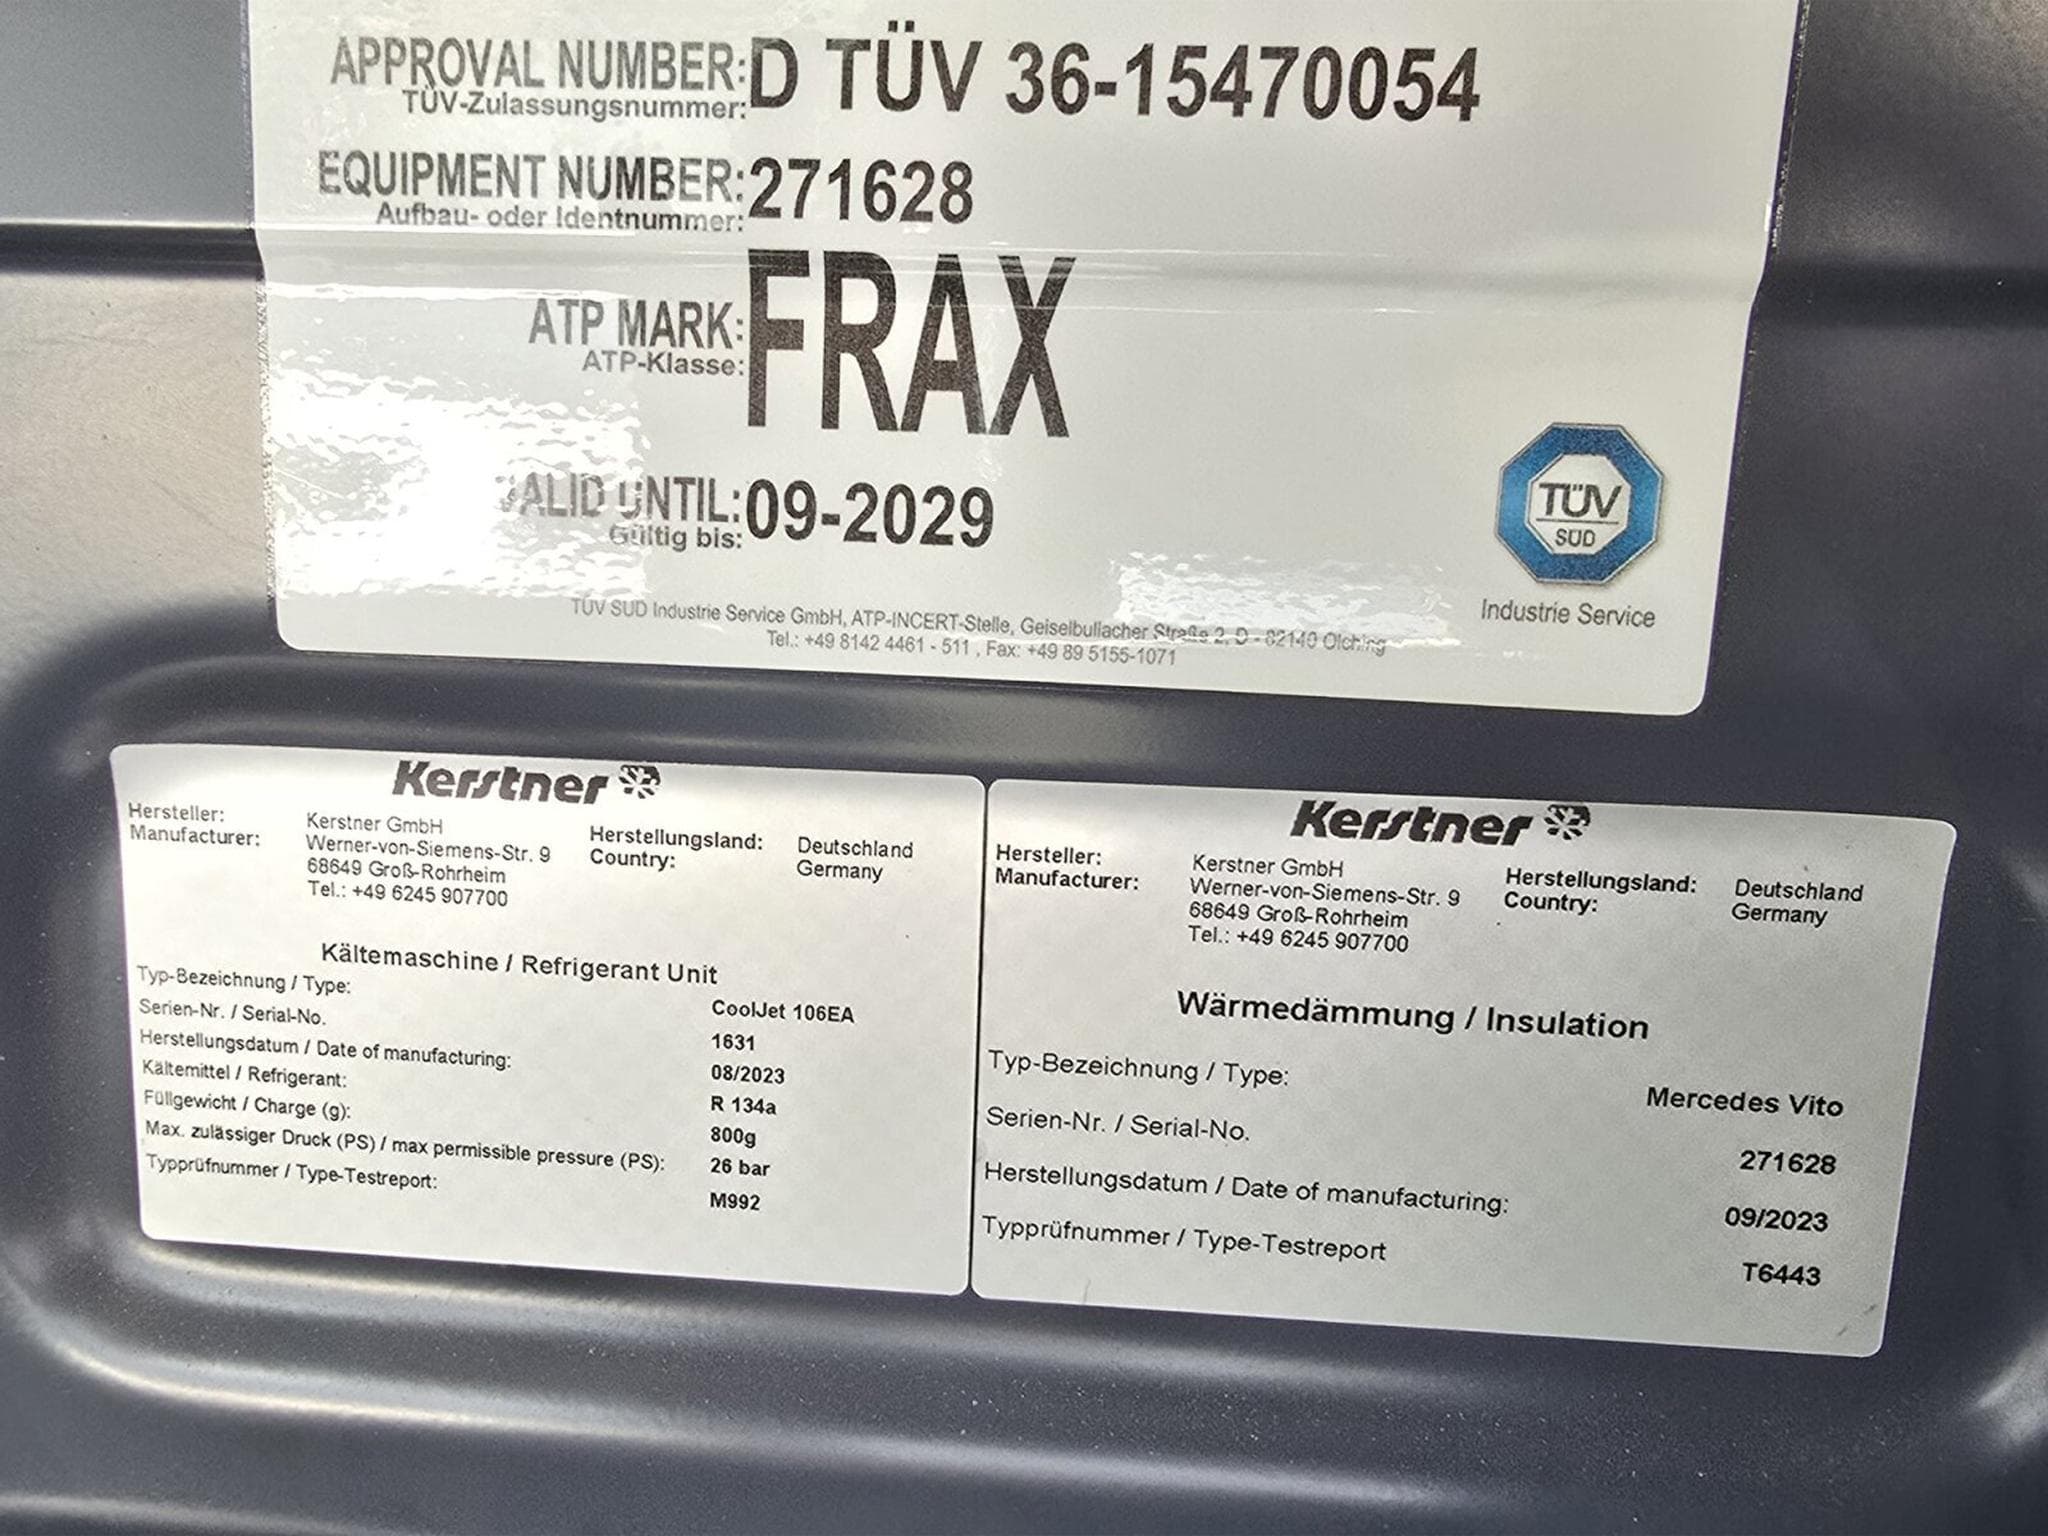 APPROVAL NUMBER: D TÜV 36-15470054
TÜV-Zulassungsnummer:
EQUIPMENT NUMBER: 271628
Aufbau- oder Identnummer:
ATP MARK: FRAX
ATP-Klasse:
VALID UNTIL: 09-2029
Gültig bis:
TÜV SÜD
Industrie Service
TÜV SÜD Industrie Service GmbH, ATP-INCERT-Stelle, Geiselbullacher Straße 2, D - 82140 Olching
Tel.: +49 8142 4461 - 511 , Fax: +49 89 5155-1071
Kerstner
Hersteller: Kerstner GmbH Herstellungsland: Deutschland
Manufacturer: Werner-von-Siemens-Str. 9 Country: Germany
68649 Groß-Rohrheim
Tel.: +49 6245 907700
Kältemaschine / Refrigerant Unit
Typ-Bezeichnung / Type: CoolJet 106EA
Serien-Nr. / Serial-No. 1631
Herstellungsdatum / Date of manufacturing: 08/2023
Kältemittel / Refrigerant: R 134a
Füllgewicht / Charge (g): 800g
Max. zulässiger Druck (PS) / max permissible pressure (PS): 26 bar
Typprüfnummer / Type-Testreport: M992
Kerstner
Hersteller: Kerstner GmbH Herstellungsland: Deutschland
Manufacturer: Werner-von-Siemens-Str. 9 Country: Germany
68649 Groß-Rohrheim
Tel.: +49 6245 907700
Wärmedämmung / Insulation
Typ-Bezeichnung / Type: Mercedes Vito
Serien-Nr. / Serial-No. 271628
Herstellungsdatum / Date of manufacturing: 09/2023
Typprüfnummer / Type-Testreport T6443